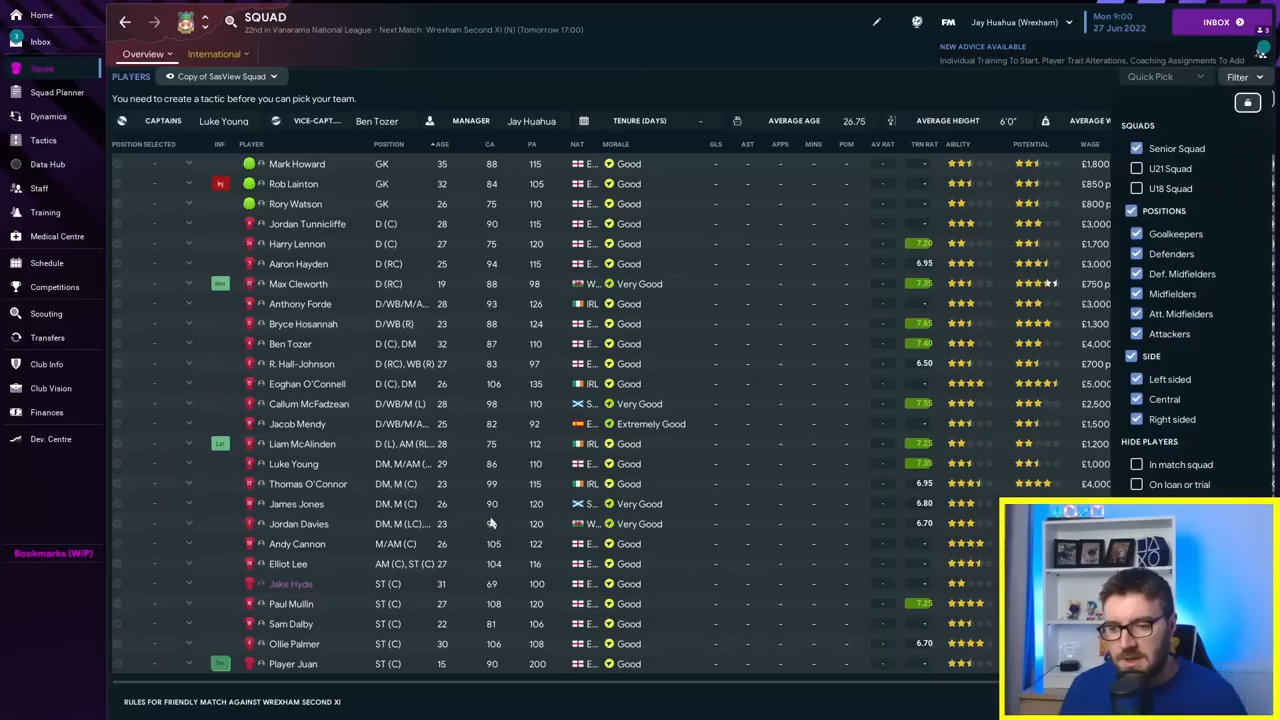 Home
SQUAD
22nd in Vanarama National League - Next Match: Wrexham Second XI (N) (Tomorrow 17:00)
FM Jay Huahua (Wrexham)
Mon 9:00
27 Jun 2022
INBOX
3
3
Inbox
Squad
Squad Planner
Dynamics
Tactics
Data Hub
Staff
Training
Medical Centre
Schedule
Competitions
Scouting
Transfers
Club Info
Club Vision
Finances
Dev. Centre
Bookmarks (WIP)
Overview International
NEW ADVICE AVAILABLE
Individual Training To Start, Player Trait Alterations, Coaching Assignments To Add
PLAYERS Copy of SasView Squad Quick Pick Filter
You need to create a tactic before you can pick your team.
CAPTAINS Luke Young VICE-CAPT.... Ben Tozer MANAGER Jay Huahua TENURE (DAYS) - AVERAGE AGE 26.75 AVERAGE HEIGHT 6'0" AVERAGE W
POSITION SELECTED INF PLAYER POSITION AGE CA PA NAT MORALE GLS AST APPS MINS POM AV RAT TRN RAT ABILITY POTENTIAL WAGE
- Mark Howard GK 35 88 115 E... Good - - - - - - - £1,800
- Inj Rob Lainton GK 32 84 105 E... Good - - - - - - - £850 p
- Rory Watson GK 26 75 110 E... Good - - - - - - - £800 p
- Jordan Tunnicliffe D (C) 28 90 115 E... Good - - - - - - - £3,000
- Harry Lennon D (C) 27 75 120 E... Good - - - - - - 7.20 £1,700
- Aaron Hayden D (RC) 25 94 115 E... Good - - - - - - 6.95 £3,000
- Wnt Max Cleworth D (RC) 19 88 98 W... Very Good - - - - - - 7.35 £750 p
- Anthony Forde D/WB/M/A... 28 93 126 IRL Good - - - - - - - £3,000
- Bryce Hosannah D/WB (R) 23 88 124 E... Good - - - - - - 7.65 £1,300
- Ben Tozer D (C), DM 32 87 110 E... Good - - - - - - 7.40 £4,000
- R. Hall-Johnson D (RC), WB (R) 27 83 97 E... Good - - - - - - 6.50 £700 p
- Eoghan O'Connell D (C), DM 26 106 135 IRL Good - - - - - - - £5,000
- Callum McFadzean D/WB/M (L) 28 98 110 S... Very Good - - - - - - 7.55 £2,500
- Jacob Mendy D/WB/M/A... 25 82 92 E... Extremely Good - - - - - - - £1,500
- Lst Liam McAlinden D (L), AM (RL... 28 75 112 IRL Good - - - - - - 7.25 £1,200
- Luke Young DM, M/AM (... 29 86 110 E... Good - - - - - - 7.35 £1,000
- Thomas O'Connor DM, M (C) 23 99 115 IRL Good - - - - - - 6.95 £4,000
- James Jones DM, M (C) 26 90 120 S... Very Good - - - - - - 6.80
- Jordan Davies DM, M (LC),... 23 120 W... Very Good - - - - - - 6.70
- Andy Cannon M/AM (C) 26 105 122 E... Good - - - - - - -
- Elliot Lee AM (C), ST (C) 27 104 116 E... Good - - - - - - -
- Jake Hyde ST (C) 31 69 100 E... Good - - - - - - -
- Paul Mullin ST (C) 27 108 120 E... Good - - - - - - 7.25
- Sam Dalby ST (C) 22 81 106 E... Good - - - - - - -
- Ollie Palmer ST (C) 30 106 108 E... Good - - - - - - 6.70
- Trn Player Juan ST (C) 15 90 200 E... Good - - - - - - -
RULES FOR FRIENDLY MATCH AGAINST WREXHAM SECOND XI
SQUADS
Senior Squad
U21 Squad
U18 Squad
POSITIONS
Goalkeepers
Defenders
Def. Midfielders
Midfielders
Att. Midfielders
Attackers
SIDE
Left sided
Central
Right sided
HIDE PLAYERS
In match squad
On loan or trial